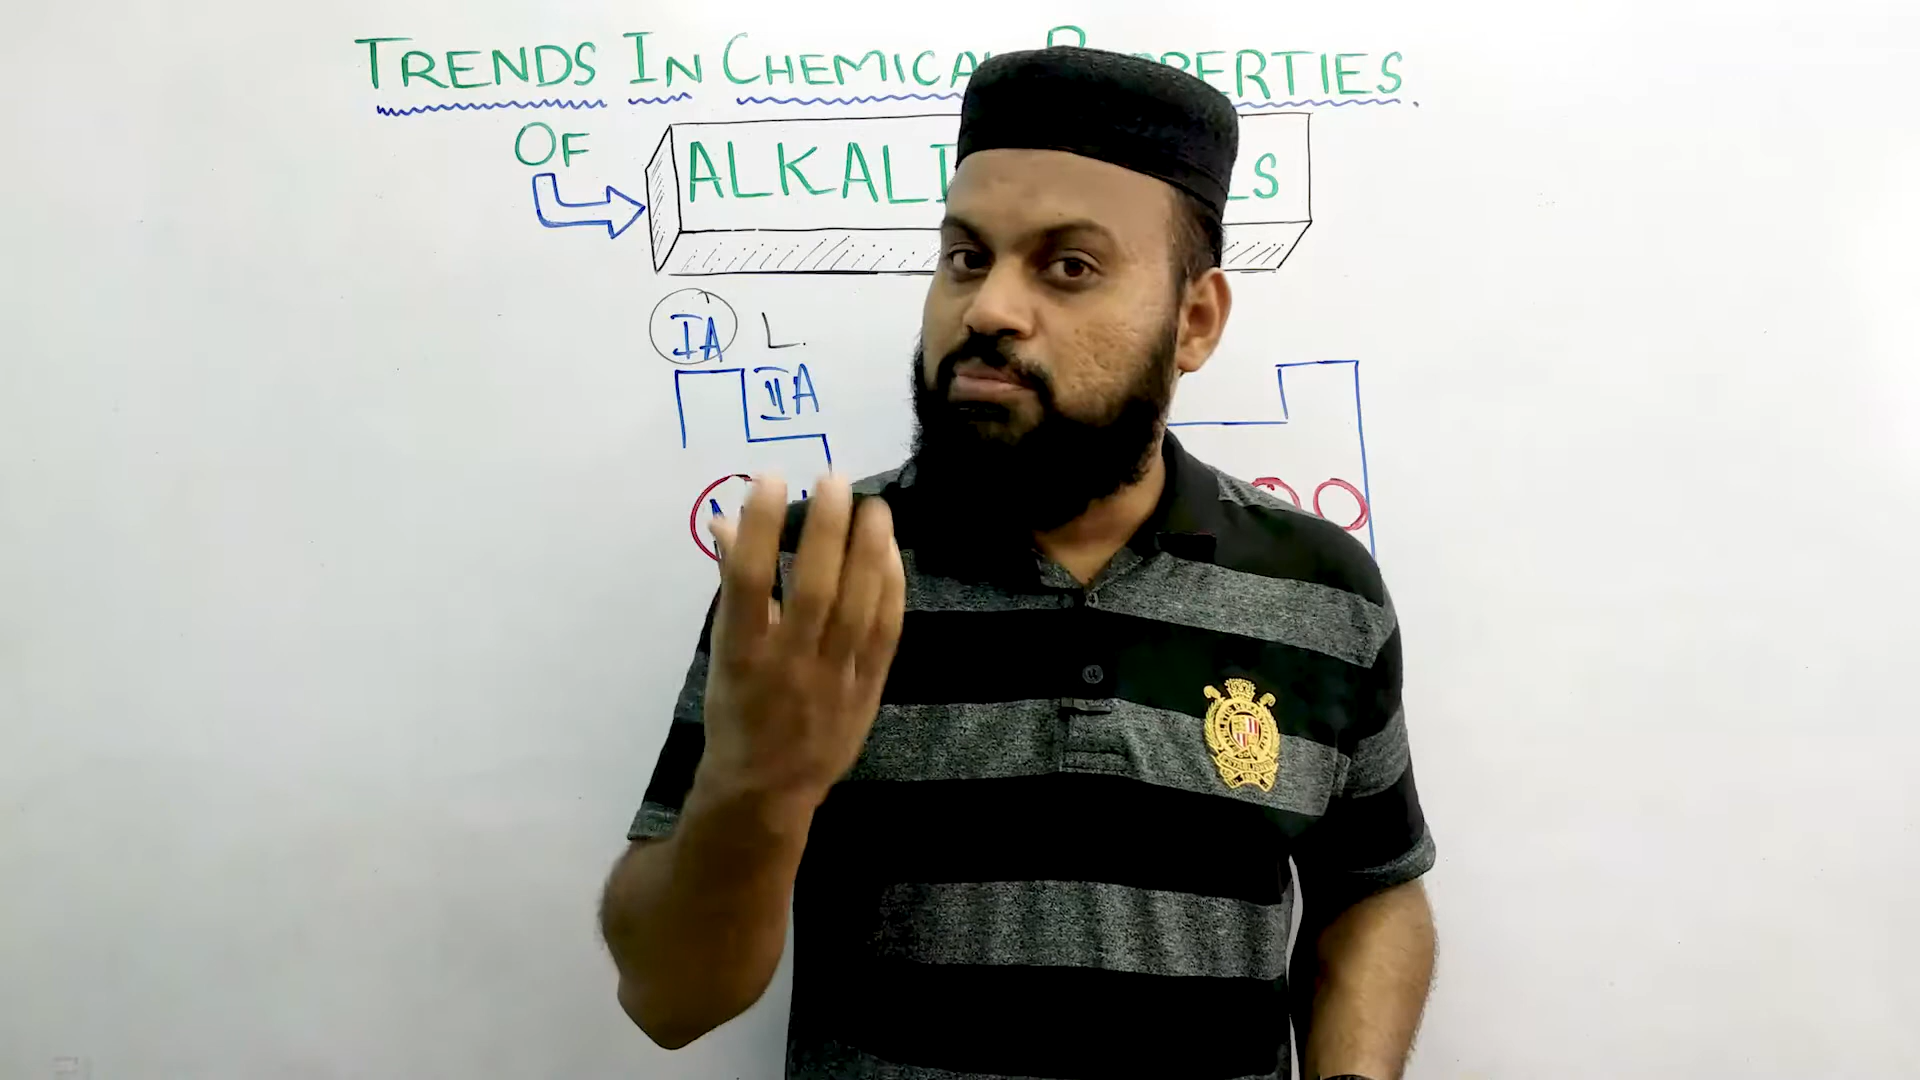 TRENDS IN CHEMICAL PROPERTIES.
OF
ALKALI
IA L.
IIA